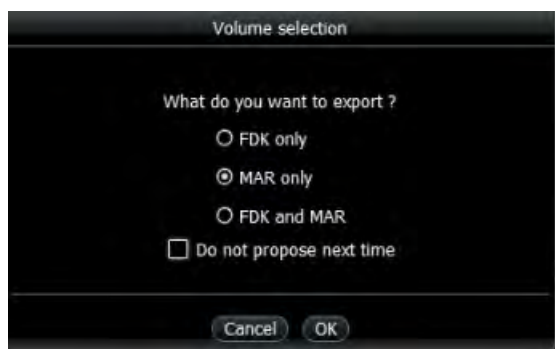 Volume selection
What do you want to export ?
FDK only
MAR only
FDK and MAR
Do not propose next time
Cancel OK